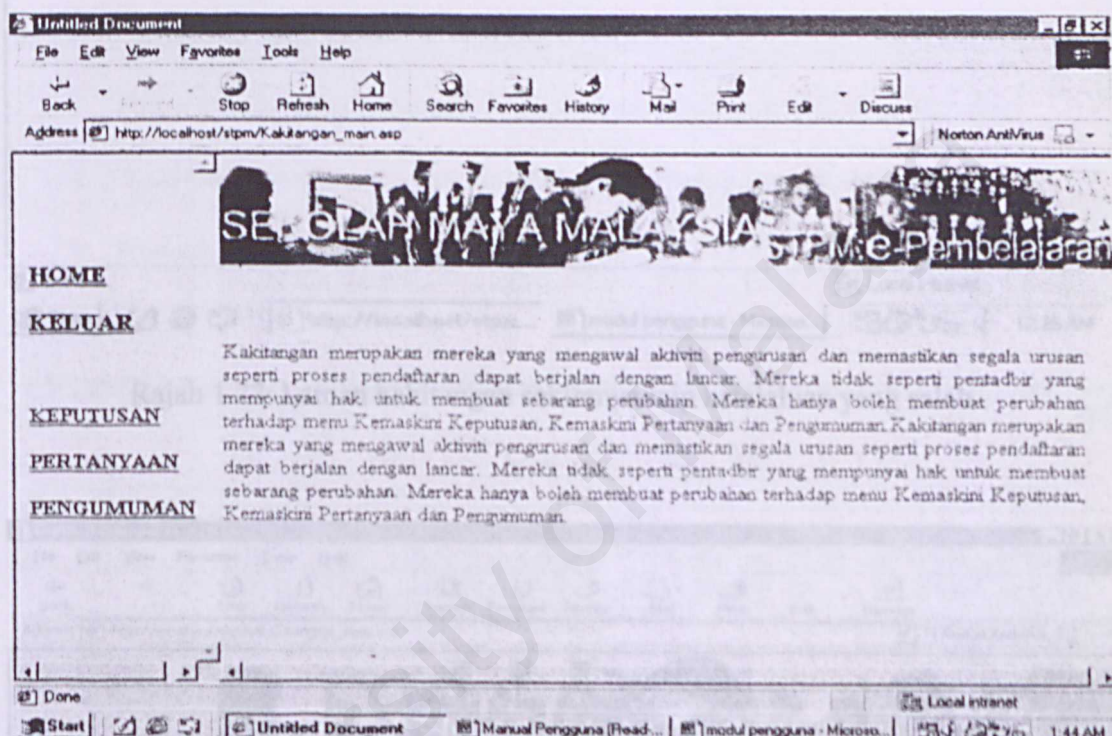 Untitled Document
File Edit View Favorites Tools Help
Back Stop Refresh Home Search Favorites History Mail Print Edit Discuss
Address http://localhost/stpm/Kakitangan_main.asp Norton AntiVirus
SEKOLAH MAYA MALAYSIA
STPM e-Pembelajaran
HOME
KELUAR
KEPUTUSAN
PERTANYAAN
PENGUMUMAN
Kakitangan merupakan mereka yang mengawal aktiviti pengurusan dan memastikan segala urusan
seperti proses pendaftaran dapat berjalan dengan lancar. Mereka tidak seperti pentadbir yang
mempunyai hak untuk membuat sebarang perubahan. Mereka hanya boleh membuat perubahan
terhadap menu Kemaskini Keputusan, Kemaskini Pertanyaan dan Pengumuman.Kakitangan merupakan
mereka yang mengawal aktiviti pengurusan dan memastikan segala urusan seperti proses pendaftaran
dapat berjalan dengan lancar. Mereka tidak seperti pentadbir yang mempunyai hak untuk membuat
sebarang perubahan. Mereka hanya boleh membuat perubahan terhadap menu Kemaskini Keputusan,
Kemaskini Pertanyaan dan Pengumuman.
Done Local intranet
Start Untitled Document Manual Pengguna [Read-... modul pengguna - Microso... 1:44 AM